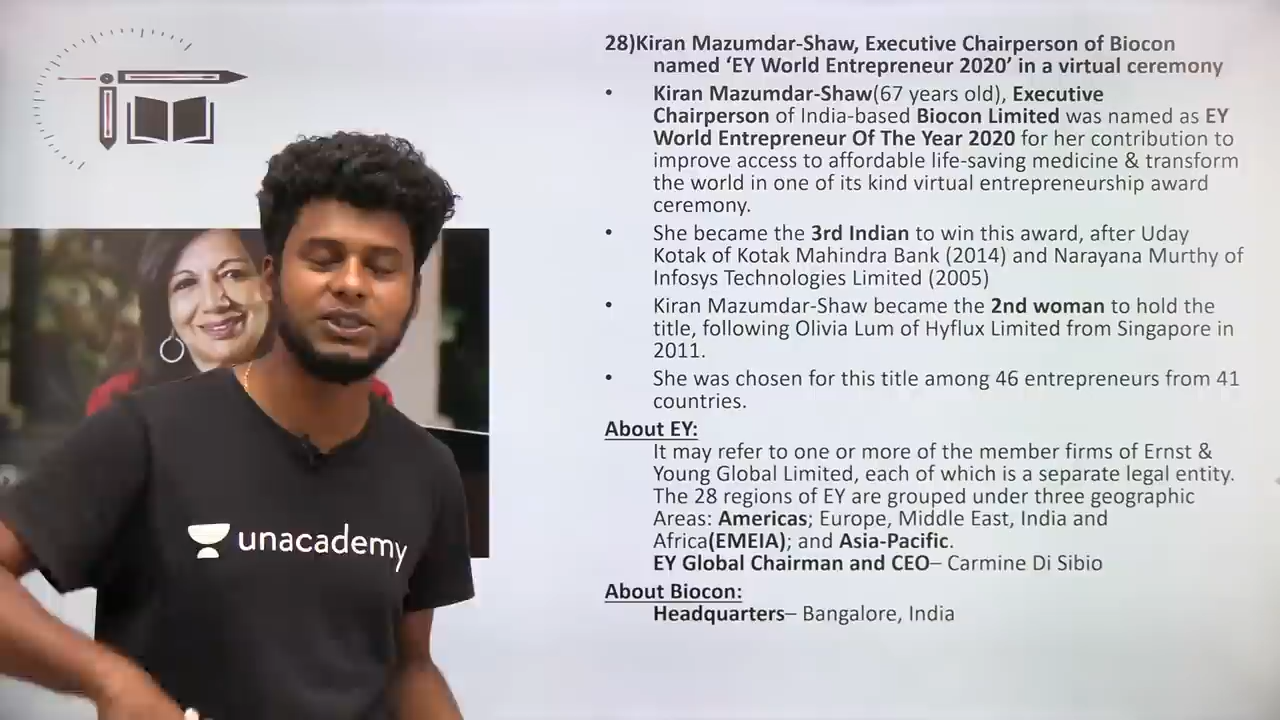 28)Kiran Mazumdar-Shaw, Executive Chairperson of Biocon
named ‘EY World Entrepreneur 2020’ in a virtual ceremony
• Kiran Mazumdar-Shaw(67 years old), Executive
Chairperson of India-based Biocon Limited was named as EY
World Entrepreneur Of The Year 2020 for her contribution to
improve access to affordable life-saving medicine & transform
the world in one of its kind virtual entrepreneurship award
ceremony.
• She became the 3rd Indian to win this award, after Uday
Kotak of Kotak Mahindra Bank (2014) and Narayana Murthy of
Infosys Technologies Limited (2005)
• Kiran Mazumdar-Shaw became the 2nd woman to hold the
title, following Olivia Lum of Hyflux Limited from Singapore in
2011.
• She was chosen for this title among 46 entrepreneurs from 41
countries.
About EY:
It may refer to one or more of the member firms of Ernst &
Young Global Limited, each of which is a separate legal entity.
The 28 regions of EY are grouped under three geographic
Areas: Americas; Europe, Middle East, India and
Africa(EMEIA); and Asia-Pacific.
EY Global Chairman and CEO– Carmine Di Sibio
About Biocon:
Headquarters– Bangalore, India
unacademy